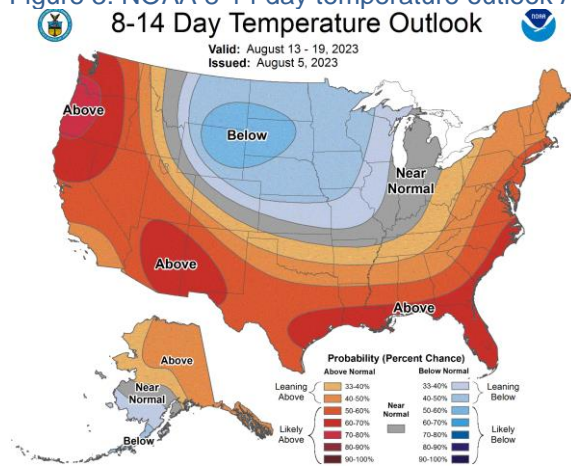 8-14 Day Temperature Outlook
Valid: August 13 - 19, 2023
Issued: August 5, 2023
NOAA
Above
Below
Near
Normal
Above
Above
Above
Near
Normal
Below
Probability (Percent Chance)
Above Normal
Below Normal
Leaning
Above
33-40%
40-50%
Likely
Above
50-60%
60-70%
70-80%
80-90%
90-100%
Near
Normal
33-40%
40-50%
Leaning
Below
50-60%
60-70%
70-80%
80-90%
90-100%
Likely
Below